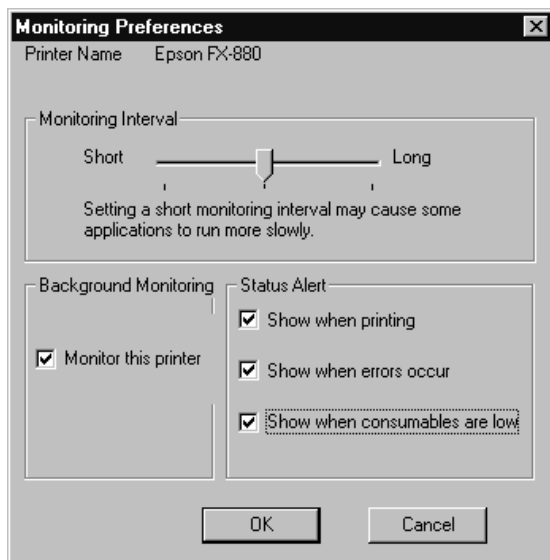 Monitoring Preferences
Printer Name Epson FX-880
Monitoring Interval
Short Long
Setting a short monitoring interval may cause some
applications to run more slowly.
Background Monitoring
Monitor this printer
Status Alert
Show when printing
Show when errors occur
Show when consumables are low
OK Cancel